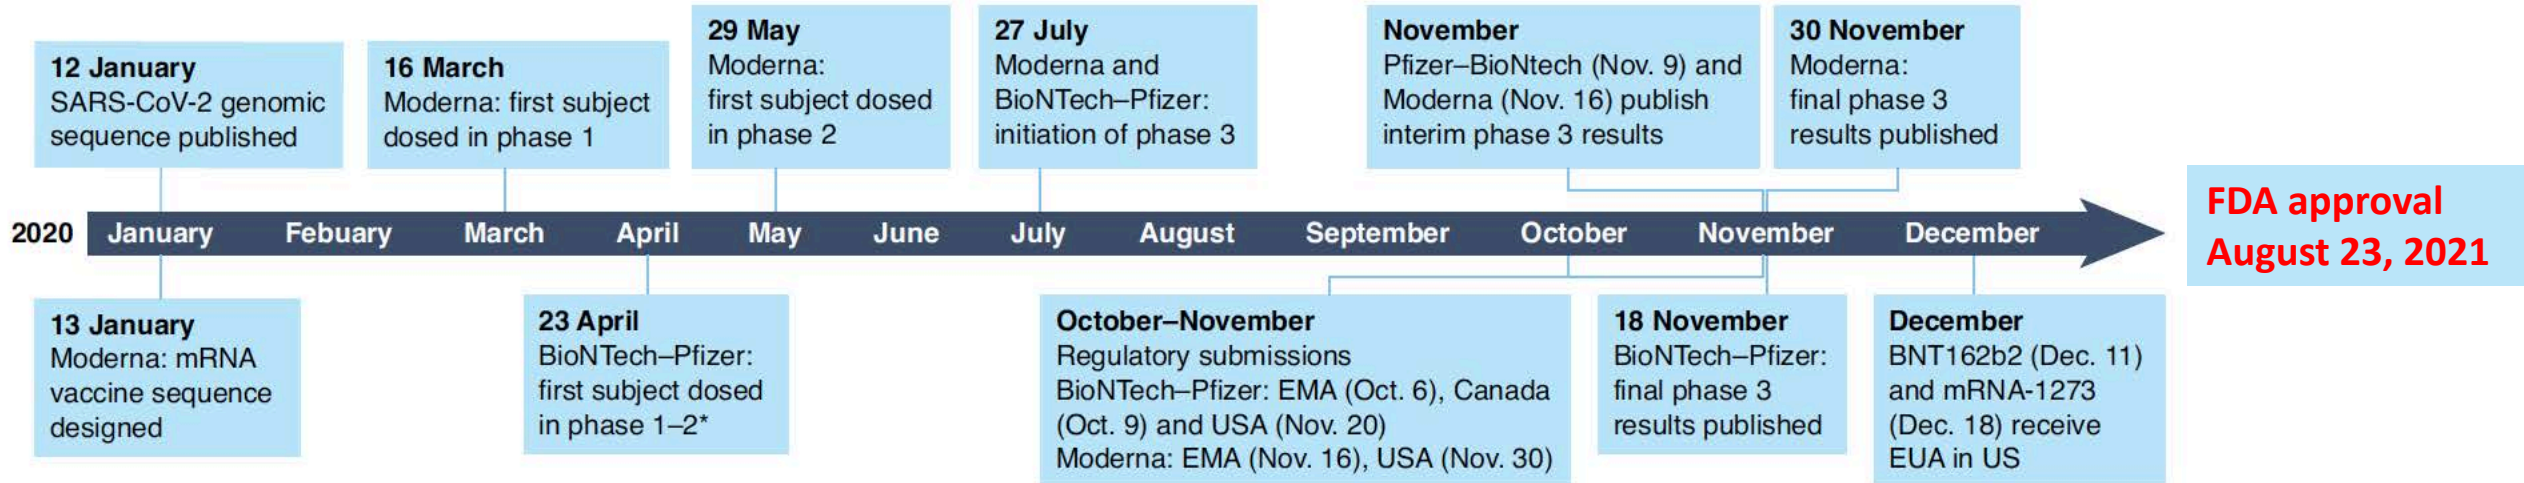 12 January
SARS-CoV-2 genomic
sequence published
16 March
Moderna: first subject
dosed in phase 1
29 May
Moderna:
first subject dosed
in phase 2
27 July
Moderna and
BioNTech–Pfizer:
initiation of phase 3
November
Pfizer–BioNtech (Nov. 9) and
Moderna (Nov. 16) publish
interim phase 3 results
30 November
Moderna:
final phase 3
results published
2020 January Febuary March April May June July August September October November December
FDA approval
August 23, 2021
13 January
Moderna: mRNA
vaccine sequence
designed
23 April
BioNTech–Pfizer:
first subject dosed
in phase 1–2*
October–November
Regulatory submissions
BioNTech–Pfizer: EMA (Oct. 6), Canada
(Oct. 9) and USA (Nov. 20)
Moderna: EMA (Nov. 16), USA (Nov. 30)
18 November
BioNTech–Pfizer:
final phase 3
results published
December
BNT162b2 (Dec. 11)
and mRNA-1273
(Dec. 18) receive
EUA in US